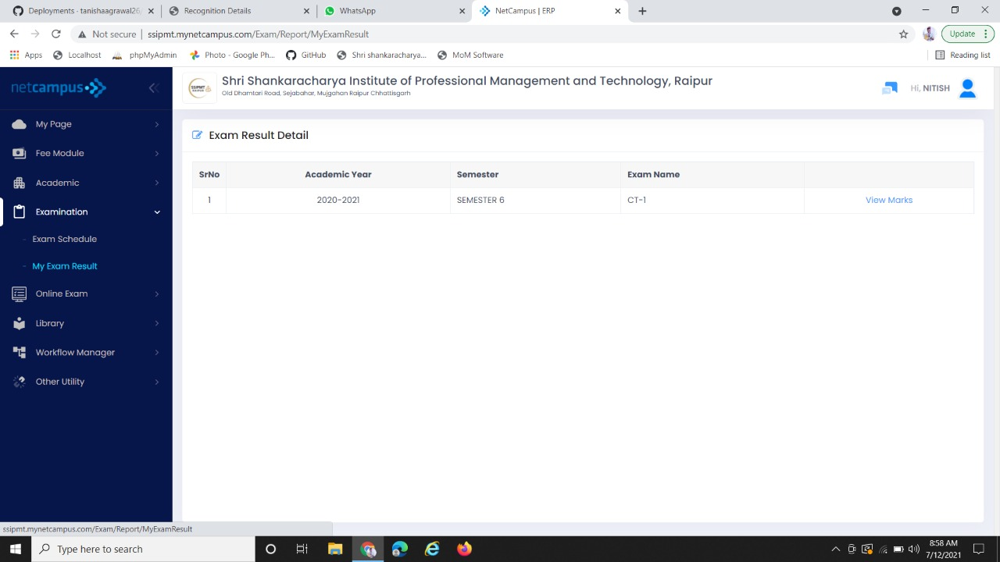 Deployments - tanishaagrawal26,
Recognition Details
WhatsApp
NetCampus | ERP
Not secure | ssipmt.mynetcampus.com/Exam/Report/MyExamResult
Update
Apps
Localhost
phpMyAdmin
Photo - Google Ph...
GitHub
Shri shankaracharya...
MoM Software
Reading list
netcampus
SSIPMT
RAIPUR
Shri Shankaracharya Institute of Professional Management and Technology, Raipur
Old Dhamtari Road, Sejabahar, Mujgahan Raipur Chhattisgarh
Hi, NITISH
My Page
Fee Module
Academic
Examination
- Exam Schedule
- My Exam Result
Online Exam
Library
Workflow Manager
Other Utility
Exam Result Detail
SrNo Academic Year Semester Exam Name
1 2020-2021 SEMESTER 6 CT-1 View Marks
ssipmt.mynetcampus.com/Exam/Report/MyExamResult
Type here to search
8:58 AM
7/12/2021